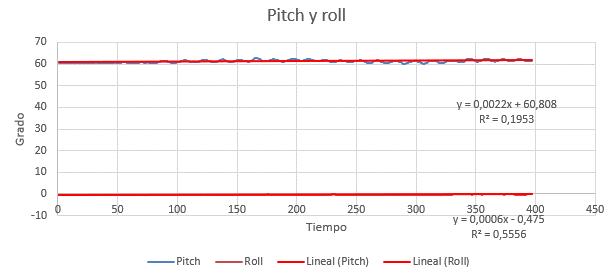 Pitch y roll
70
60
50
40
30
20
10
0
-10
Grado
y = 0,0022x + 60,808
R² = 0,1953
0 50 100 150 200 250 300 350 400 450
Tiempo
y = 0,0006x - 0,475
R² = 0,5556
Pitch Roll Lineal (Pitch) Lineal (Roll)